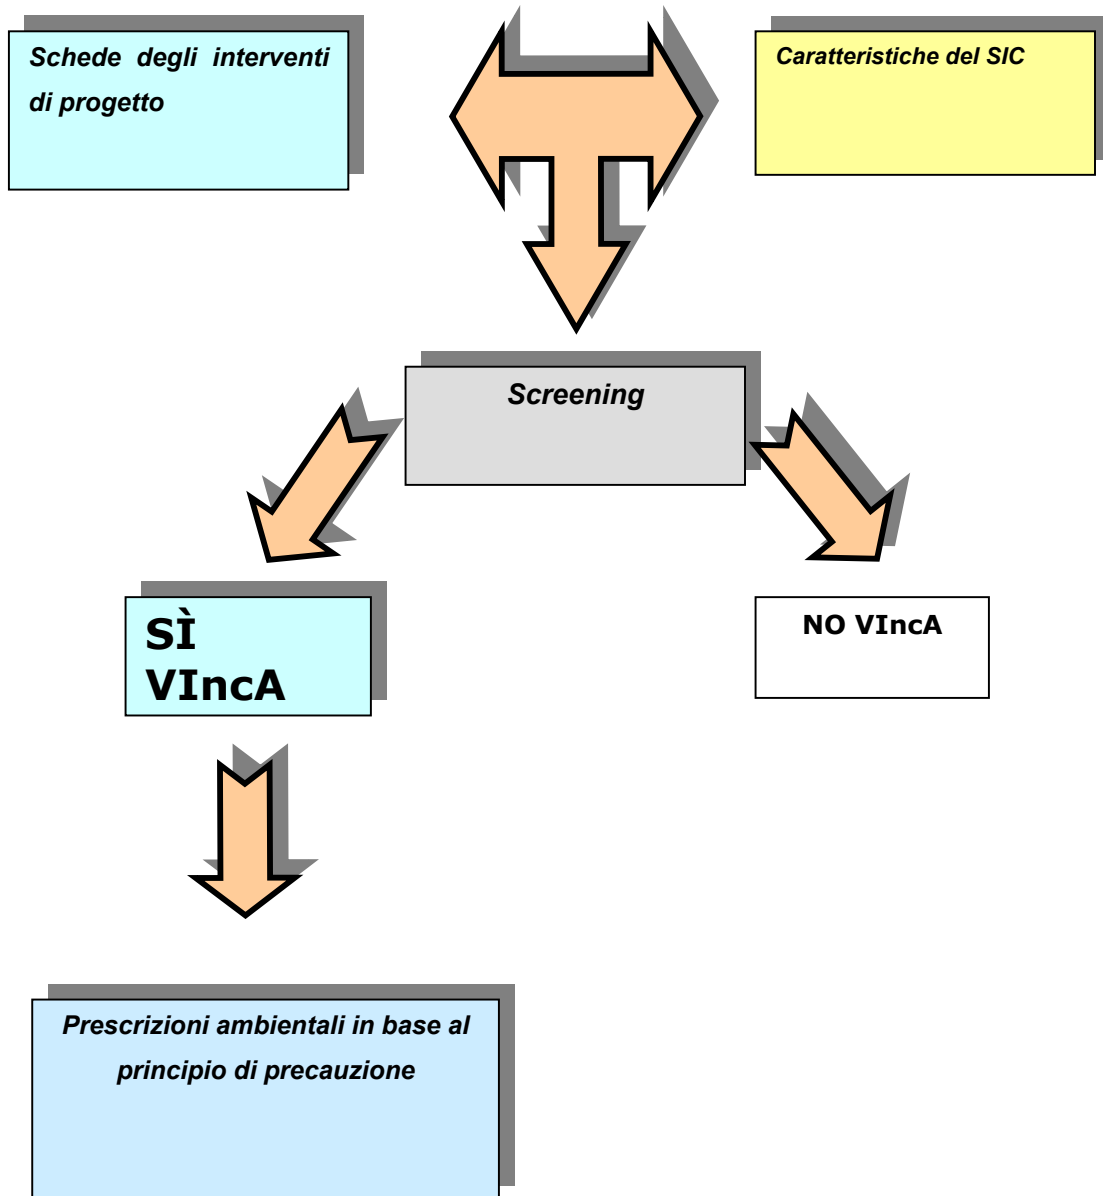 Schede degli interventi
di progetto
Caratteristiche del SIC
Screening
SÌ
VIncA
NO VIncA
Prescrizioni ambientali in base al
principio di precauzione